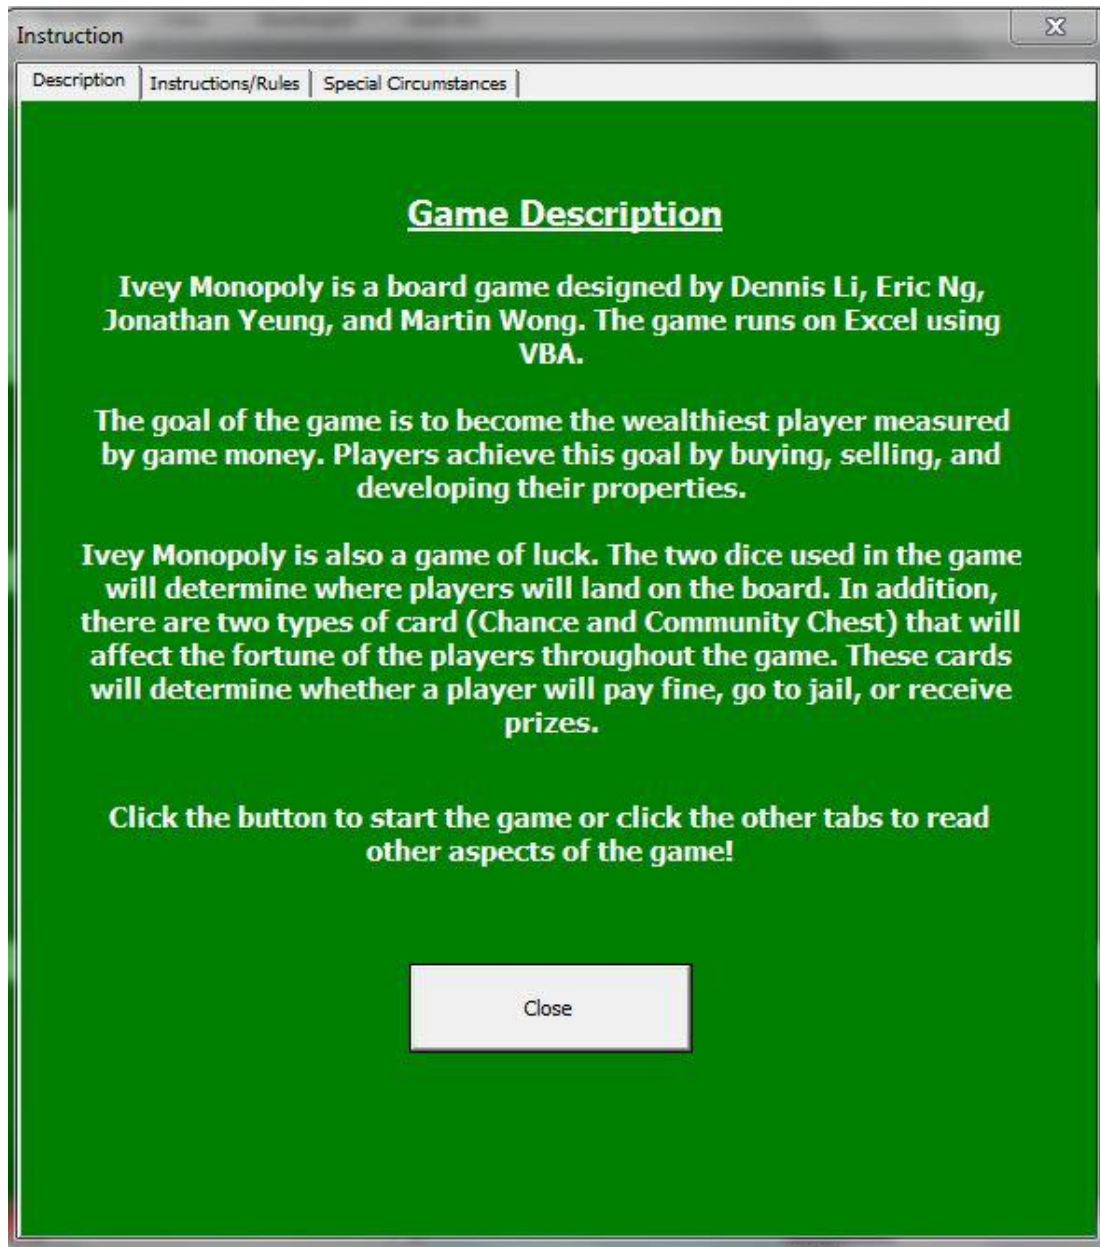 Instruction
Description Instructions/Rules Special Circumstances
Game Description
Ivey Monopoly is a board game designed by Dennis Li, Eric Ng,
Jonathan Yeung, and Martin Wong. The game runs on Excel using
VBA.
The goal of the game is to become the wealthiest player measured
by game money. Players achieve this goal by buying, selling, and
developing their properties.
Ivey Monopoly is also a game of luck. The two dice used in the game
will determine where players will land on the board. In addition,
there are two types of card (Chance and Community Chest) that will
affect the fortune of the players throughout the game. These cards
will determine whether a player will pay fine, go to jail, or receive
prizes.
Click the button to start the game or click the other tabs to read
other aspects of the game!
Close